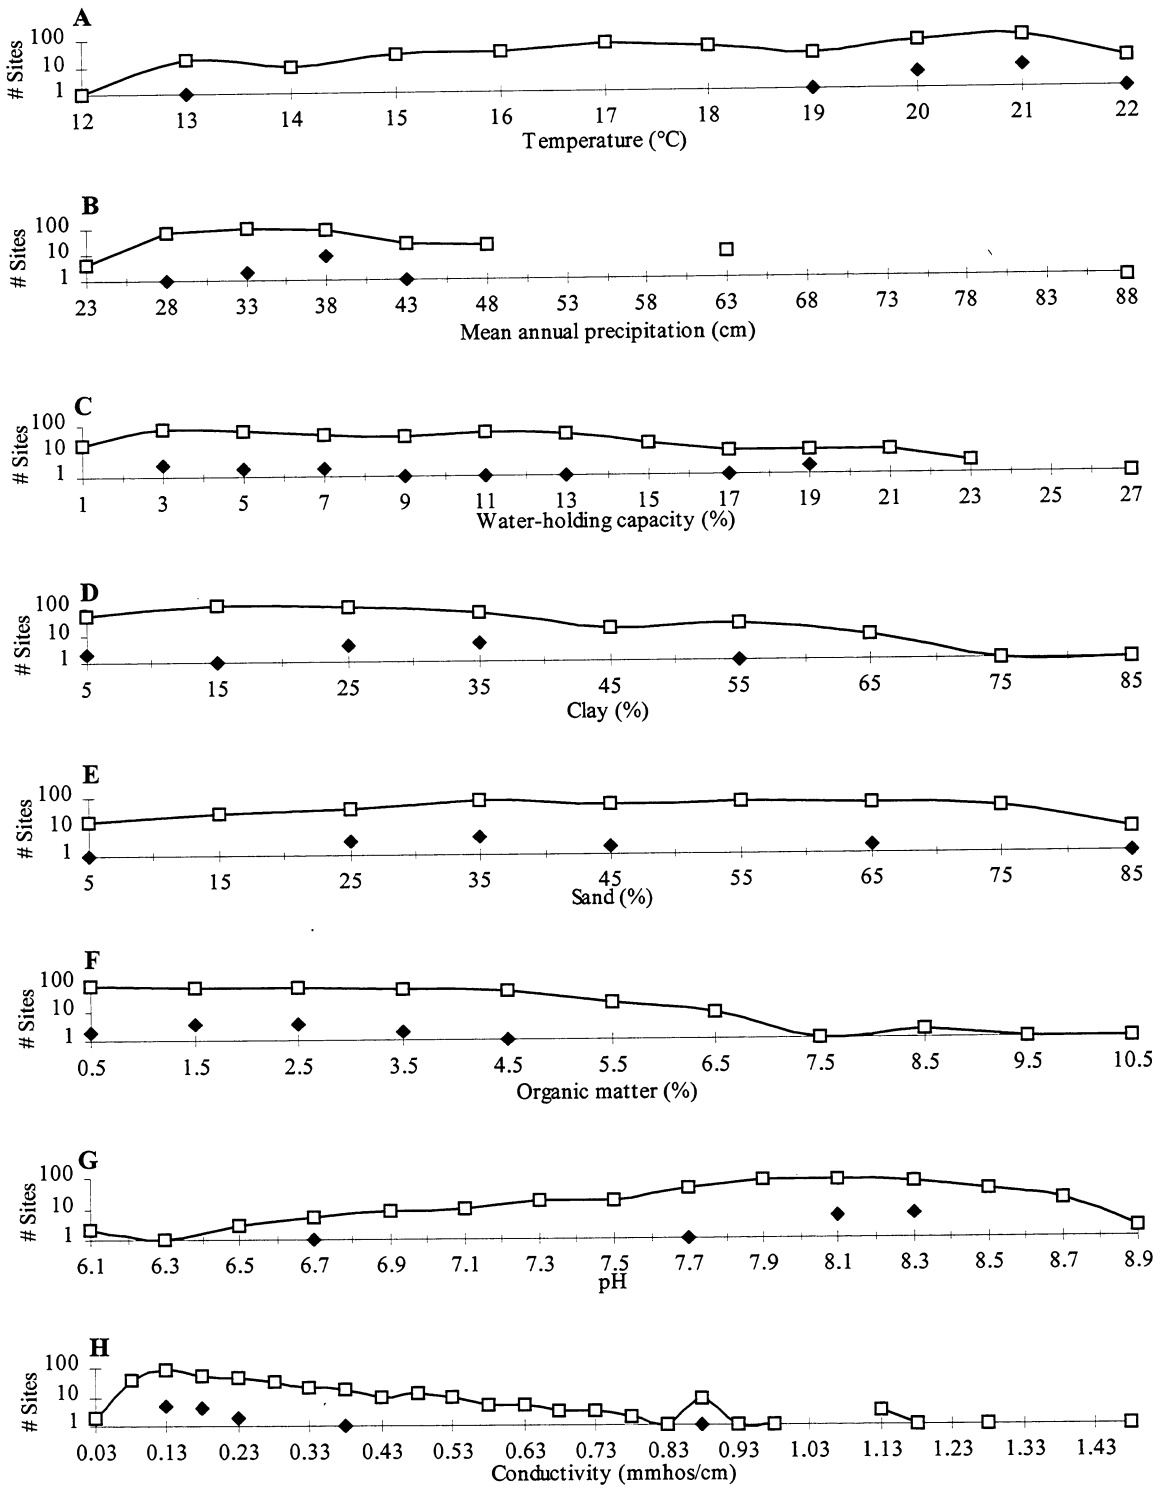 A
# Sites
100
10
1
12 13 14 15 16 17 18 19 20 21 22
Temperature (°C)
B
# Sites
100
10
1
23 28 33 38 43 48 53 58 63 68 73 78 83 88
Mean annual precipitation (cm)
C
# Sites
100
10
1
1 3 5 7 9 11 13 15 17 19 21 23 25 27
Water-holding capacity (%)
D
# Sites
100
10
1
5 15 25 35 45 55 65 75 85
Clay (%)
E
# Sites
100
10
1
5 15 25 35 45 55 65 75 85
Sand (%)
F
# Sites
100
10
1
0.5 1.5 2.5 3.5 4.5 5.5 6.5 7.5 8.5 9.5 10.5
Organic matter (%)
G
# Sites
100
10
1
6.1 6.3 6.5 6.7 6.9 7.1 7.3 7.5 7.7 7.9 8.1 8.3 8.5 8.7 8.9
pH
H
# Sites
100
10
1
0.03 0.13 0.23 0.33 0.43 0.53 0.63 0.73 0.83 0.93 1.03 1.13 1.23 1.33 1.43
Conductivity (mmhos/cm)